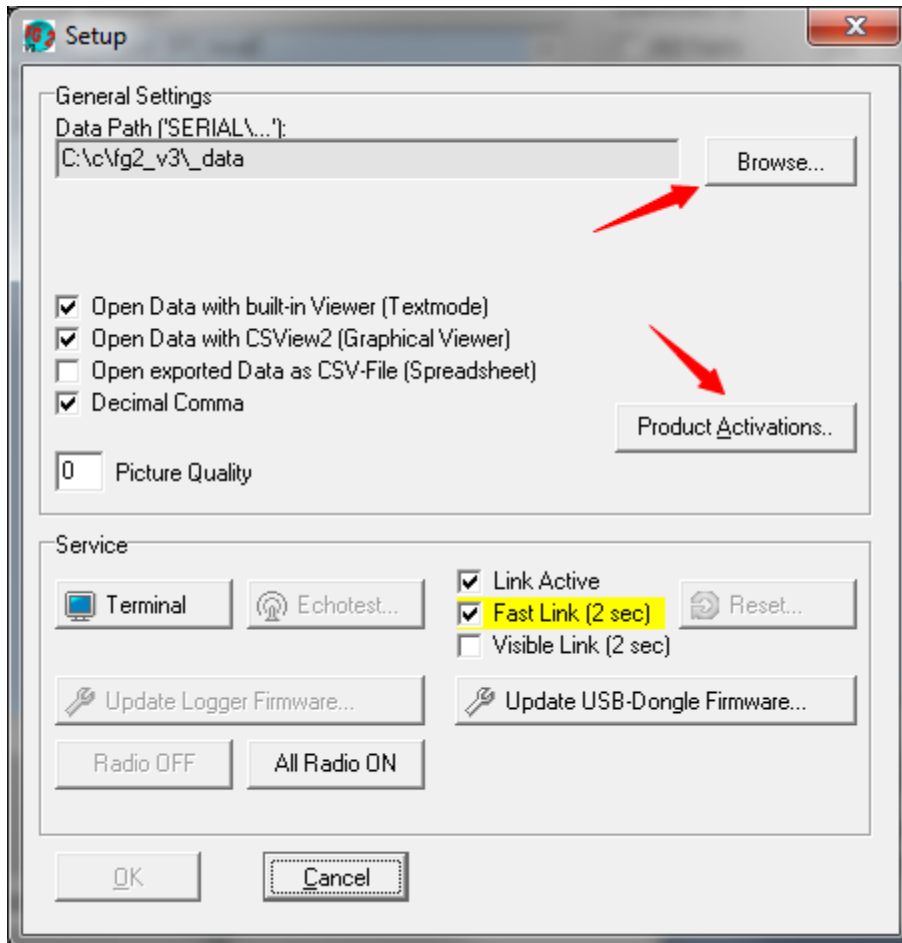 Setup
General Settings
Data Path ('SERIAL\...'):
C:\c\fg2_v3\_data
Browse...
Open Data with built-in Viewer (Textmode)
Open Data with CSView2 (Graphical Viewer)
Open exported Data as CSV-File (Spreadsheet)
Decimal Comma
Product Activations..
0 Picture Quality
Service
Terminal
Echotest...
Link Active
Fast Link (2 sec)
Visible Link (2 sec)
Reset...
Update Logger Firmware...
Update USB-Dongle Firmware...
Radio OFF
All Radio ON
OK
Cancel